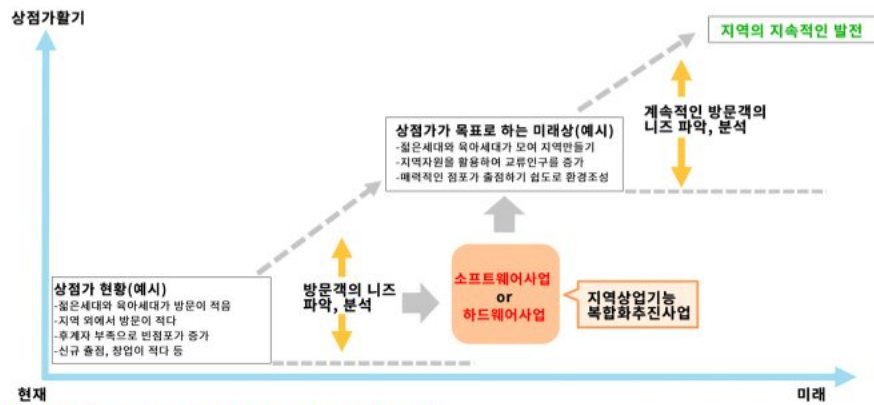 상점가활기
지역의 지속적인 발전
계속적인 방문객의
니즈 파악, 분석
상점가가 목표로 하는 미래상(예시)
-젊은세대와 육아세대가 모여 지역만들기
-지역자원을 활용하여 교류인구를 증가
-매력적인 점포가 출점하기 쉽도로 환경조성
상점가 현황(예시)
-젊은세대와 육아세대가 방문이 적음
-지역 외에서 방문이 적다
-후계자 부족으로 빈점포가 증가
-신규 출점, 창업이 적다 등
방문객의 니즈
파악, 분석
소프트웨어사업
or
하드웨어사업
지역상업기능
복합화추진사업
현재
미래